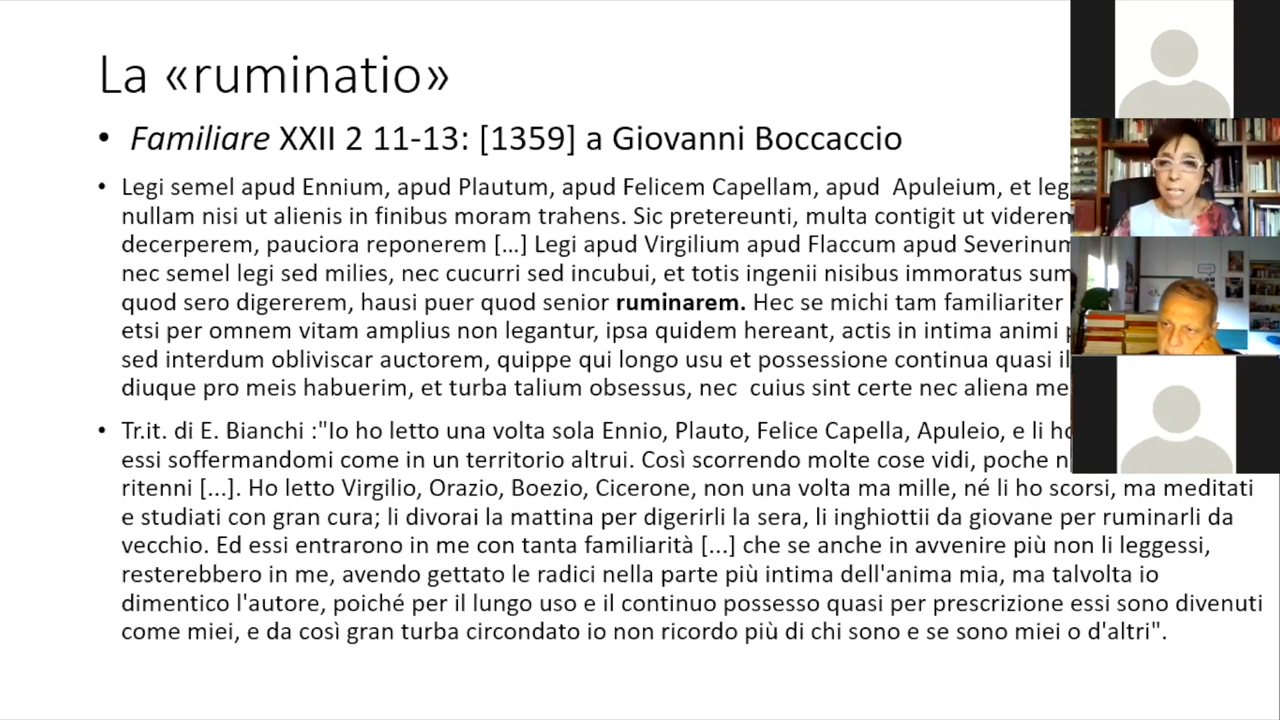 La «ruminatio»
• Familiare XXII 2 11-13: [1359] a Giovanni Boccaccio
• Legi semel apud Ennium, apud Plautum, apud Felicem Capellam, apud Apuleium, et
nullam nisi ut alienis in finibus moram trahens. Sic pretereunti, multa contigit ut
decerperem, pauciora reponerem [...] Legi apud Virgilium apud Flaccum apud
nec semel legi sed milies, nec cucurri sed incubui, et totis ingenii nisibus immoratus
quod sero digererem, hausi puer quod senior ruminarem. Hec se michi tam familiariter
etsi per omnem vitam amplius non legantur, ipsa quidem hereant, actis in intima animi
sed interdum obliviscar auctorem, quippe qui longo usu et possessione continua quasi
diuque pro meis habuerim, et turba talium obsessus, nec cuius sint certe nec aliena
• Tr.it. di E. Bianchi :"Io ho letto una volta sola Ennio, Plauto, Felice Capella, Apuleio, e li
essi soffermandomi come in un territorio altrui. Così scorrendo molte cose vidi, poche
ritenni [...]. Ho letto Virgilio, Orazio, Boezio, Cicerone, non una volta ma mille, né li ho scorsi, ma meditati
e studiati con gran cura; li divorai la mattina per digerirli la sera, li inghiottii da giovane per ruminarli da
vecchio. Ed essi entrarono in me con tanta familiarità [...] che se anche in avvenire più non li leggessi,
resterebbero in me, avendo gettato le radici nella parte più intima dell'anima mia, ma talvolta io
dimentico l'autore, poiché per il lungo uso e il continuo possesso quasi per prescrizione essi sono divenuti
come miei, e da così gran turba circondato io non ricordo più di chi sono e se sono miei o d'altri".